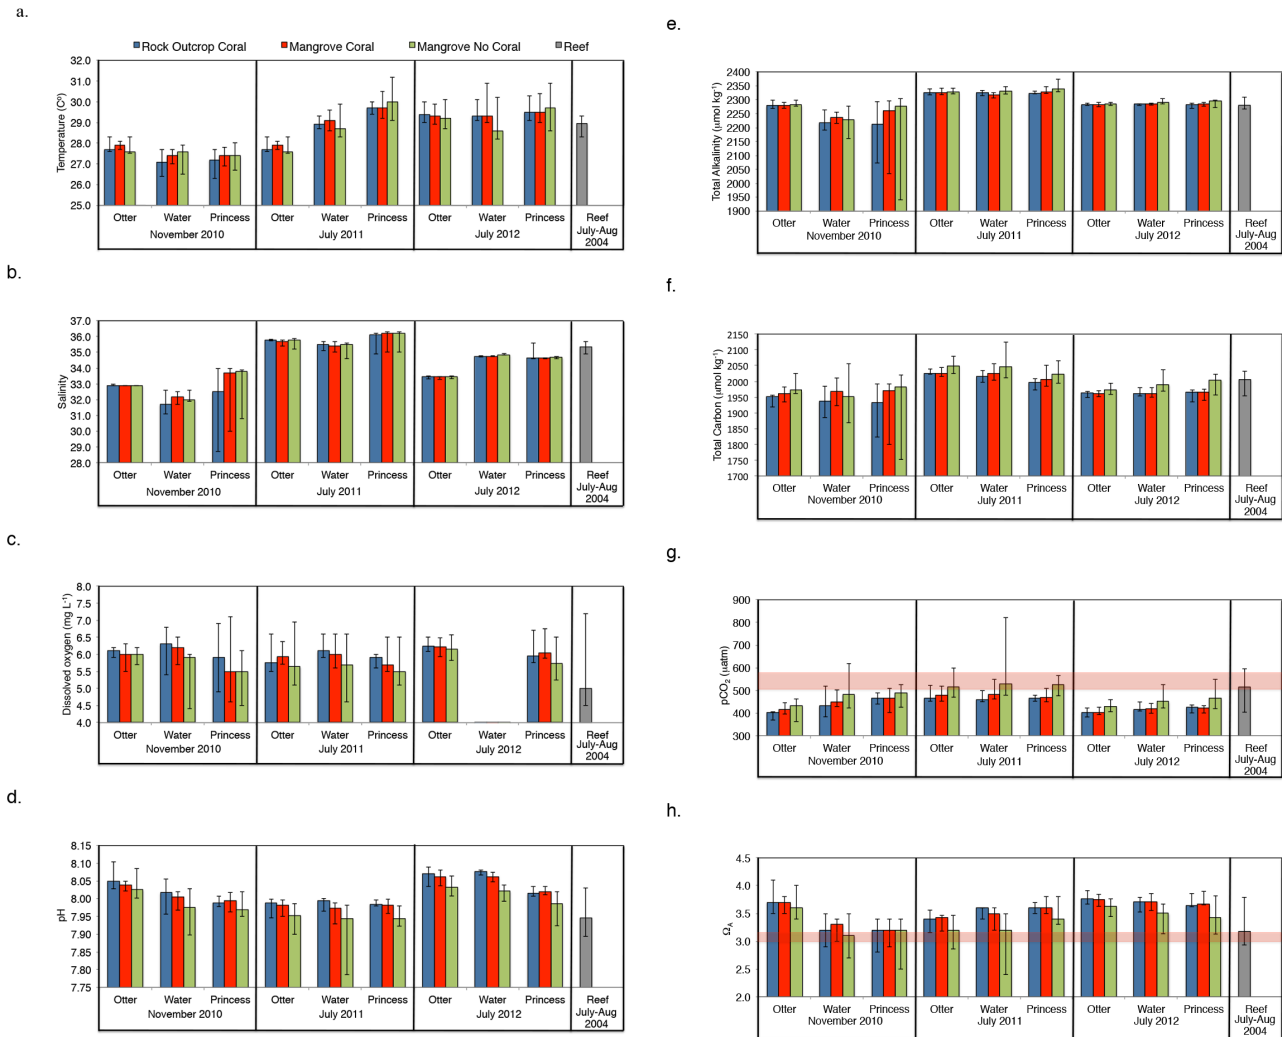 a.
Rock Outcrop Coral Mangrove Coral Mangrove No Coral Reef
Temperature (C⁰)
32.0
31.0
30.0
29.0
28.0
27.0
26.0
25.0
Otter Water Princess Otter Water Princess Otter Water Princess Reef
November 2010 July 2011 July 2012 July-Aug
2004
b.
Salinity
37.0
36.0
35.0
34.0
33.0
32.0
31.0
30.0
29.0
28.0
Otter Water Princess Otter Water Princess Otter Water Princess Reef
November 2010 July 2011 July 2012 July-Aug
2004
c.
Dissolved oxygen (mg L⁻¹)
8.0
7.5
7.0
6.5
6.0
5.5
5.0
4.5
4.0
Otter Water Princess Otter Water Princess Otter Water Princess Reef
November 2010 July 2011 July 2012 July-Aug
2004
d.
pH
8.15
8.10
8.05
8.00
7.95
7.90
7.85
7.80
7.75
Otter Water Princess Otter Water Princess Otter Water Princess Reef
November 2010 July 2011 July 2012 July-Aug
2004
e.
Total Alkalinity (µmol kg⁻¹)
2400
2300
2200
2100
2050
2000
1950
1900
Otter Water Princess Otter Water Princess Otter Water Princess Reef
November 2010 July 2011 July 2012 July-Aug
2004
f.
Total Carbon (µmol kg⁻¹)
2150
2100
2050
2000
1950
1900
1850
1800
1750
1700
Otter Water Princess Otter Water Princess Otter Water Princess Reef
November 2010 July 2011 July 2012 July-Aug
2004
g.
pCO₂ (µatm)
900
800
700
600
500
400
300
Otter Water Princess Otter Water Princess Otter Water Princess Reef
November 2010 July 2011 July 2012 July-Aug
2004
h.
Ω_A
4.5
4.0
3.5
3.0
2.5
2.0
Otter Water Princess Otter Water Princess Otter Water Princess Reef
November 2010 July 2011 July 2012 July-Aug
2004